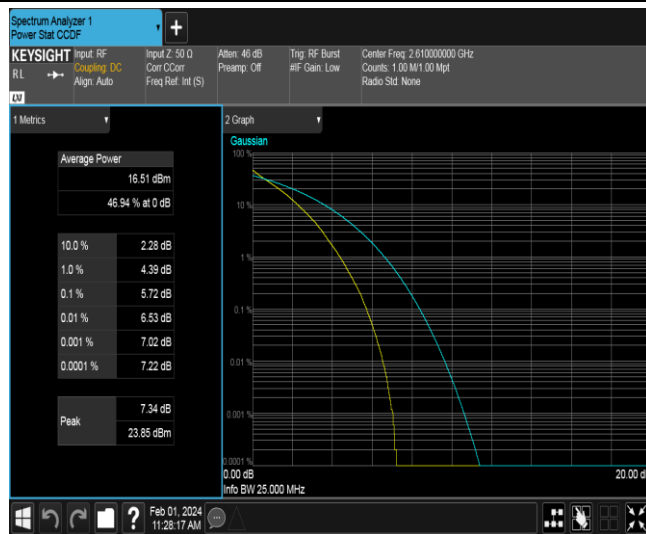 Spectrum Analyzer 1
Power Stat CCDF
+
KEYSIGHT
RL
LXI
Input: RF
Coupling: DC
Align: Auto
Input Z: 50 Ω
Corr CCorr
Freq Ref: Int (S)
Atten: 46 dB
Preamp: Off
Trig: RF Burst
#IF Gain: Low
Center Freq: 2.610000000 GHz
Counts: 1.00 M/1.00 Mpt
Radio Std: None
1 Metrics
Average Power
16.51 dBm
46.94 % at 0 dB
10.0 % 2.28 dB
1.0 % 4.39 dB
0.1 % 5.72 dB
0.01 % 6.53 dB
0.001 % 7.02 dB
0.0001 % 7.22 dB
Peak
7.34 dB
23.85 dBm
2 Graph
Gaussian
100 %
10 %
1 %
0.1 %
0.01 %
0.001 %
0.0001 %
0.00 dB 20.00 d
Info BW 25.000 MHz
?
Feb 01, 2024
11:28:17 AM